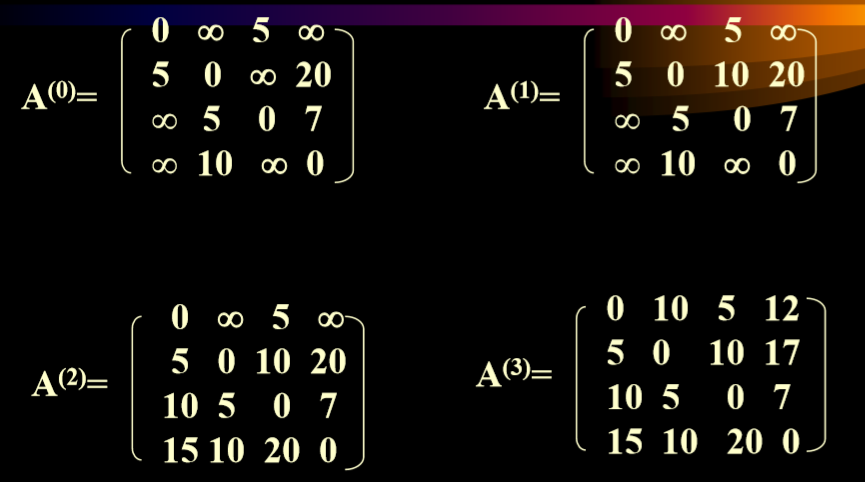 A(0)=
0 ∞ 5 ∞
5 0 ∞ 20
∞ 5 0 7
∞ 10 ∞ 0
A(1)=
0 ∞ 5 ∞
5 0 10 20
∞ 5 0 7
∞ 10 ∞ 0
A(2)=
0 ∞ 5 ∞
5 0 10 20
10 5 0 7
15 10 20 0
A(3)=
0 10 5 12
5 0 10 17
10 5 0 7
15 10 20 0